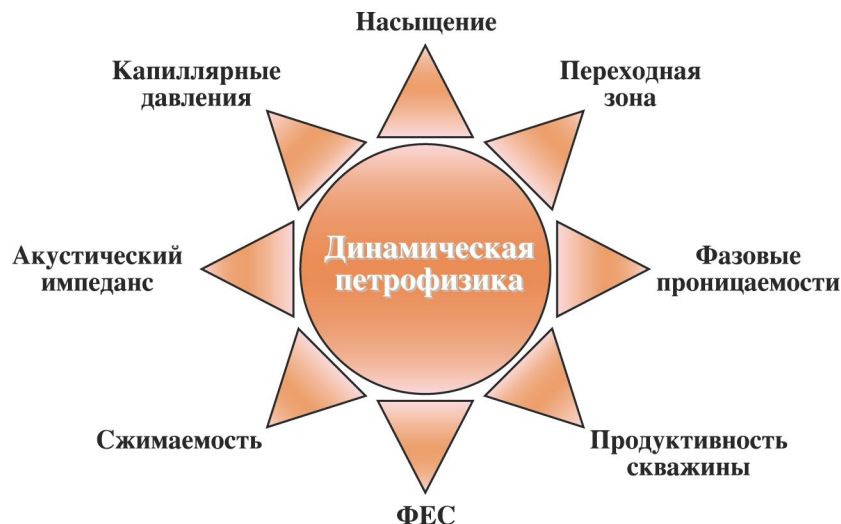 Насыщение
Капиллярные
давления
Переходная
зона
Акустический
импеданс
Динамическая
петрофизика
Фазовые
проницаемости
Сжимаемость
Продуктивность
скважины
ФЕС